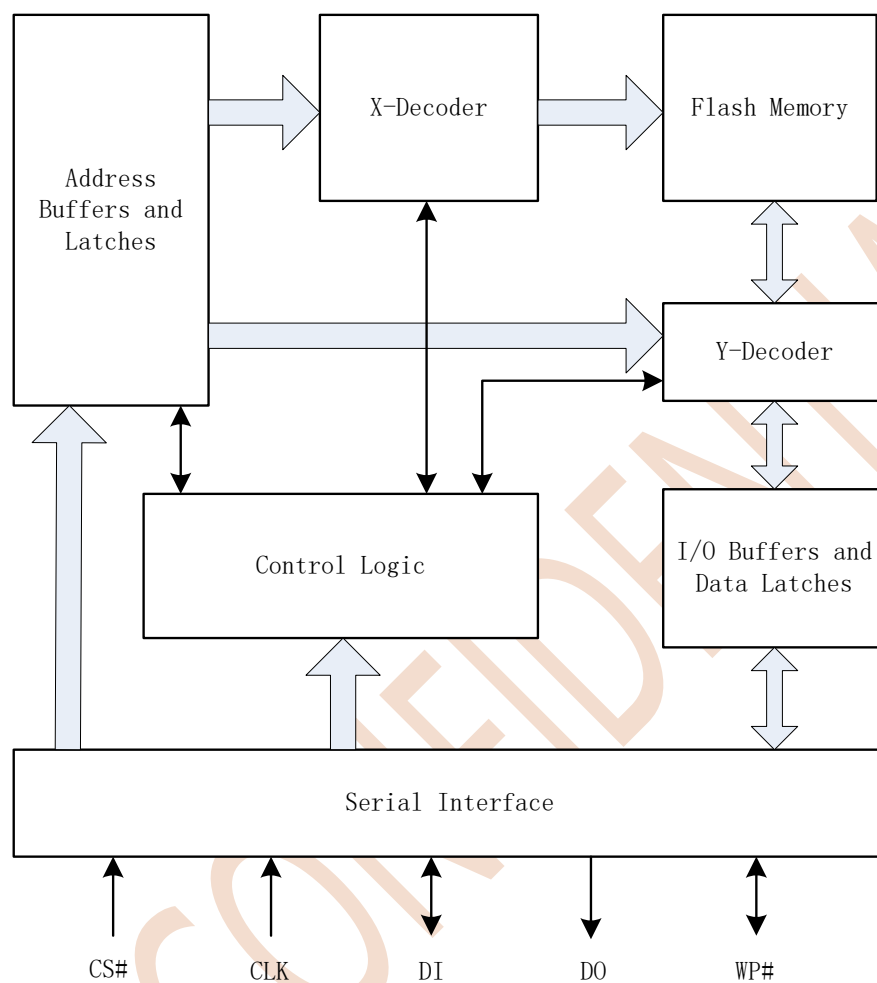 X-Decoder
Flash Memory
Address
Buffers and
Latches
Y-Decoder
Control Logic
I/O Buffers and
Data Latches
Serial Interface
CS#
CLK
DI
DO
WP#
CONFIDENTIA